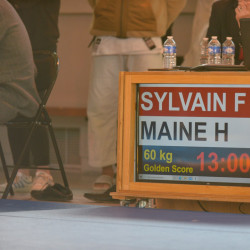 SYLVAIN F
MAINE H
60 kg
Golden Score 13:00